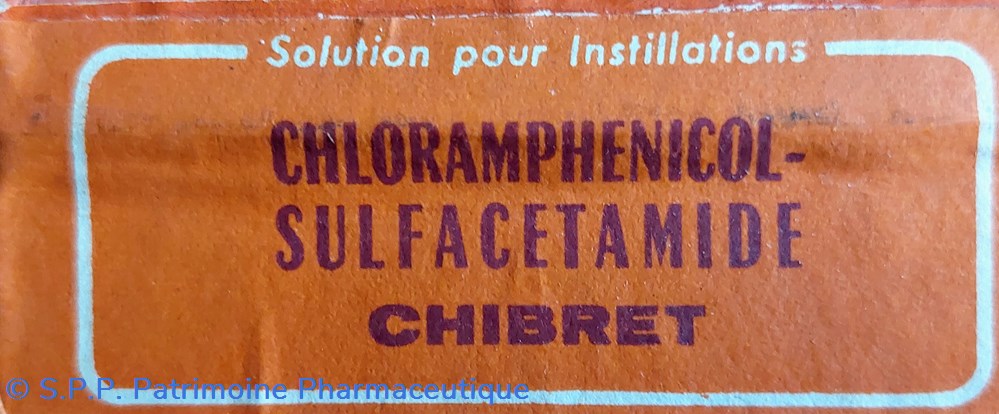 Solution pour Instillations
CHLORAMPHENICOL-
SULFACETAMIDE
CHIBRET
© S.P.P. Patrimoine Pharmaceutique